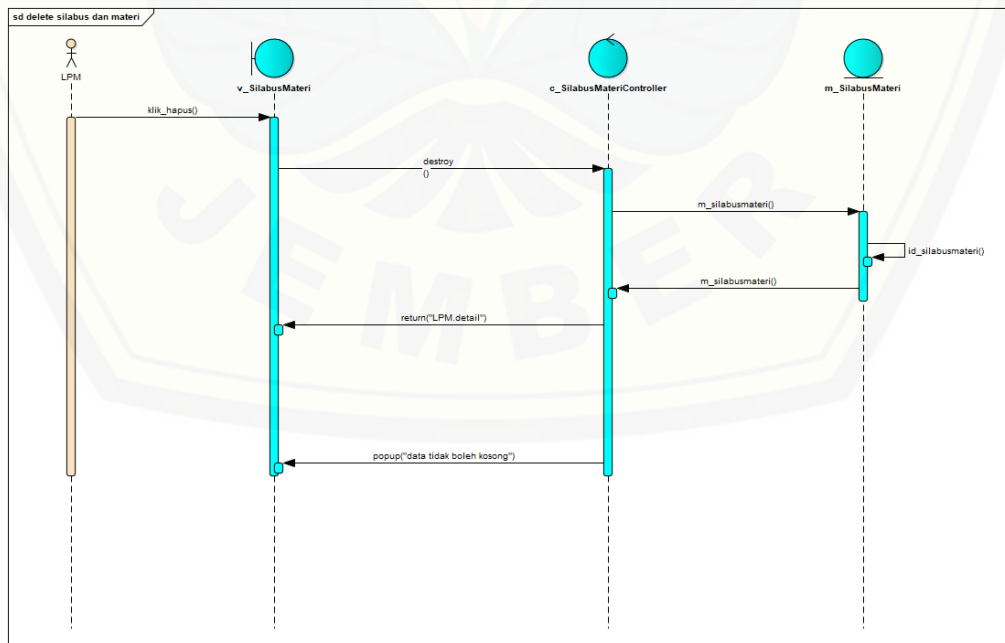 sd delete silabus dan materi
LPM
v_SilabusMateri
c_SilabusMateriController
m_SilabusMateri
klik_hapus()
destroy
()
m_silabusmateri()
id_silabusmateri()
m_silabusmateri()
return("LPM.detail")
popup("data tidak boleh kosong")
JEMBER